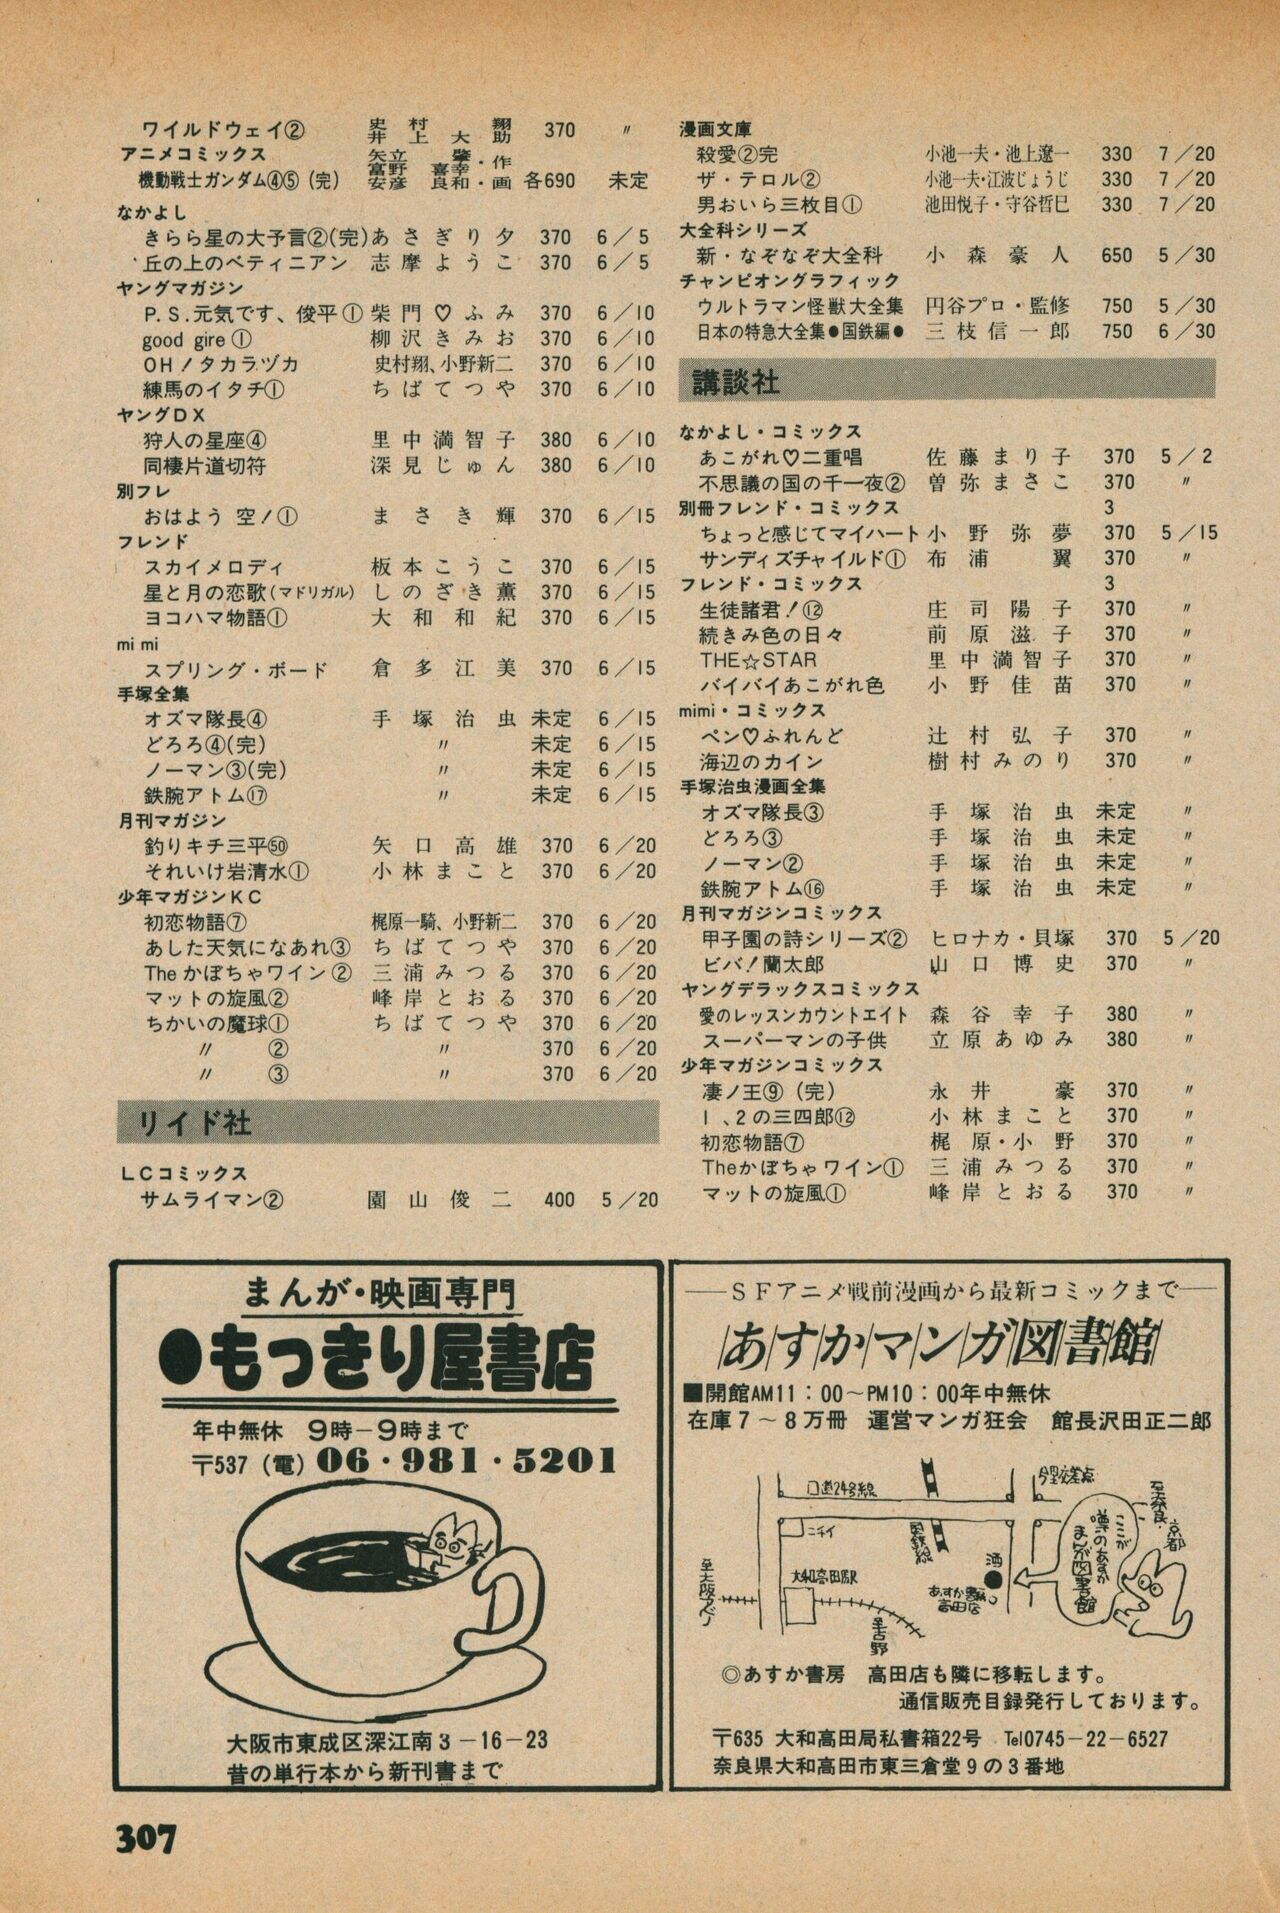 ワイルドウェイ② 史村翔 井上大助 370 〃
アニメコミックス
機動戦士ガンダム④⑤(完) 矢立肇・富野喜幸・作 安彦良和・画 各690 未定
なかよし
きらら星の大予言②(完) あさぎり夕 370 6/5
丘の上のベティニアン 志摩ようこ 370 6/5
ヤングマガジン
P.S.元気です、俊平① 柴門♡ふみ 370 6/10
good gire① 柳沢きみお 370 6/10
OH!タカラヅカ 史村翔、小野新二 370 6/10
練馬のイタチ① ちばてつや 370 6/10
ヤングDX
狩人の星座④ 里中満智子 380 6/10
同棲片道切符 深見じゅん 380 6/10
別フレ
おはよう 空!① まさき輝 370 6/15
フレンド
スカイメロディ 板本こうこ 370 6/15
星と月の恋歌(マドリガル) しのざき薫 370 6/15
ヨコハマ物語① 大和和紀 370 6/15
mi mi
スプリング・ボード 倉多江美 370 6/15
手塚全集
オズマ隊長④ 手塚治虫 未定 6/15
どろろ④(完) 〃 未定 6/15
ノーマン③(完) 〃 未定 6/15
鉄腕アトム⑰ 〃 未定 6/15
月刊マガジン
釣りキチ三平㊿ 矢口高雄 370 6/20
それいけ岩清水① 小林まこと 370 6/20
少年マガジンKC
初恋物語⑦ 梶原一騎、小野新二 370 6/20
あした天気になあれ③ ちばてつや 370 6/20
Theかぼちゃワイン② 三浦みつる 370 6/20
マットの旋風② 峰岸とおる 370 6/20
ちかいの魔球① ちばてつや 370 6/20
〃 ② 〃 370 6/20
〃 ③ 〃 370 6/20
リイド社
LCコミックス
サムライマン② 園山俊二 400 5/20
漫画文庫
殺愛②完 小池一夫・池上遼一 330 7/20
ザ・テロル② 小池一夫・江波じょうじ 330 7/20
男おいら三枚目① 池田悦子・守谷哲巳 330 7/20
大全科シリーズ
新・なぞなぞ大全科 小森豪人 650 5/30
チャンピオングラフィック
ウルトラマン怪獣大全集 円谷プロ・監修 750 5/30
日本の特急大全集●国鉄編● 三枝信一郎 750 6/30
講談社
なかよし・コミックス
あこがれ♡二重唱 佐藤まり子 370 5/2
不思議の国の千一夜② 曽弥まさこ 370 〃
別冊フレンド・コミックス 3
ちょっと感じてマイハート 小野弥夢 370 5/15
サンディズチャイルド① 布浦翼 370 〃
フレンド・コミックス 3
生徒諸君!⑫ 庄司陽子 370 〃
続きみ色の日々 前原滋子 370 〃
THE☆STAR 里中満智子 370 〃
バイバイあこがれ色 小野佳苗 370 〃
mimi・コミックス
ペン♡ふれんど 辻村弘子 370 〃
海辺のカイン 樹村みのり 370 〃
手塚治虫漫画全集
オズマ隊長③ 手塚治虫 未定 〃
どろろ③ 手塚治虫 未定 〃
ノーマン② 手塚治虫 未定 〃
鉄腕アトム⑯ 手塚治虫 未定 〃
月刊マガジンコミックス
甲子園の詩シリーズ② ヒロナカ・貝塚 370 5/20
ビバ!蘭太郎 山口博史 370 〃
ヤングデラックスコミックス
愛のレッスンカウントエイト 森谷幸子 380 〃
スーパーマンの子供 立原あゆみ 380 〃
少年マガジンコミックス
凄ノ王⑨(完) 永井豪 370 〃
1、2の三四郎⑫ 小林まこと 370 〃
初恋物語⑦ 梶原・小野 370 〃
Theかぼちゃワイン① 三浦みつる 370 〃
マットの旋風① 峰岸とおる 370 〃
まんが・映画専門
●もっきり屋書店
年中無休 9時-9時まで
〒537 (電) 06・981・5201
大阪市東成区深江南3-16-23
昔の単行本から新刊書まで
——SFアニメ戦前漫画から最新コミックまで——
あすかマンガ図書館
■開館AM11:00~PM10:00年中無休
在庫7~8万冊 運営マンガ狂会 館長沢田正二郎
口道24号線
今里交差点
至天奈良・京都
ニチイ
国鉄線
ここが噂のあすかまんが図書館
酒
至大阪アベノ
大和高田駅
高田店
至吉野
◎あすか書房 高田店も隣に移転します。
通信販売目録発行しております。
〒635 大和高田局私書箱22号 Tel0745-22-6527
奈良県大和高田市東三倉堂9の3番地
307